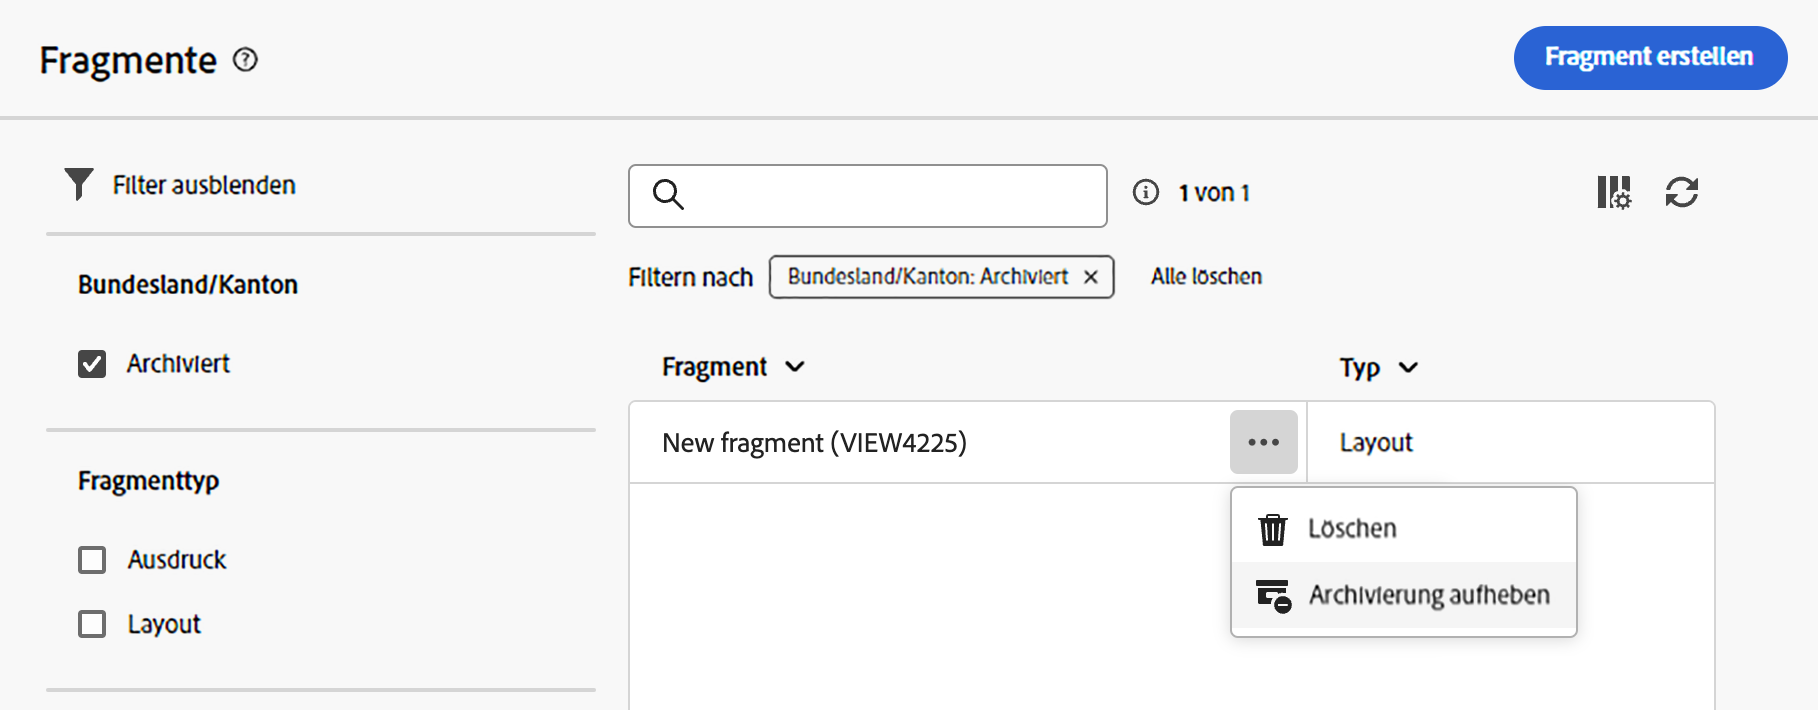 Fragmente
Fragment erstellen
Filter ausblenden
1 von 1
Bundesland/Kanton
Filtern nach Bundesland/Kanton: Archiviert Alle löschen
Archiviert
Fragment Typ
New fragment (VIEW4225) Layout
Fragmenttyp
Löschen
Ausdruck
Archivierung aufheben
Layout